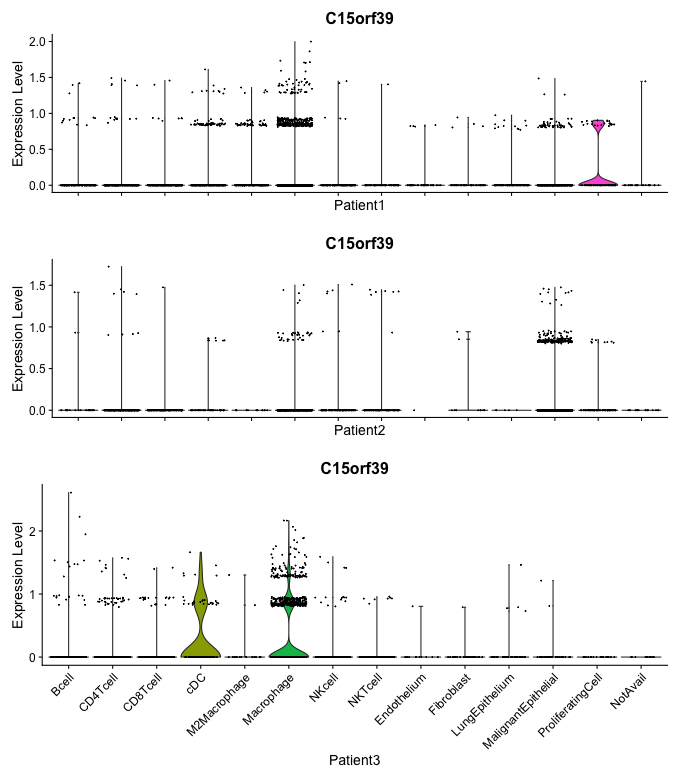 C15orf39
Expression Level
2.0
1.5
1.0
0.5
0.0
Patient1
C15orf39
Expression Level
1.5
1.0
0.5
0.0
Patient2
C15orf39
Expression Level
2
1
0
Bcell
CD4Tcell
CD8Tcell
cDC
M2Macrophage
Macrophage
NKcell
NKTcell
Endothelium
Fibroblast
LungEpithelium
MalignantEpithelial
ProliferatingCell
NotAvail
Patient3